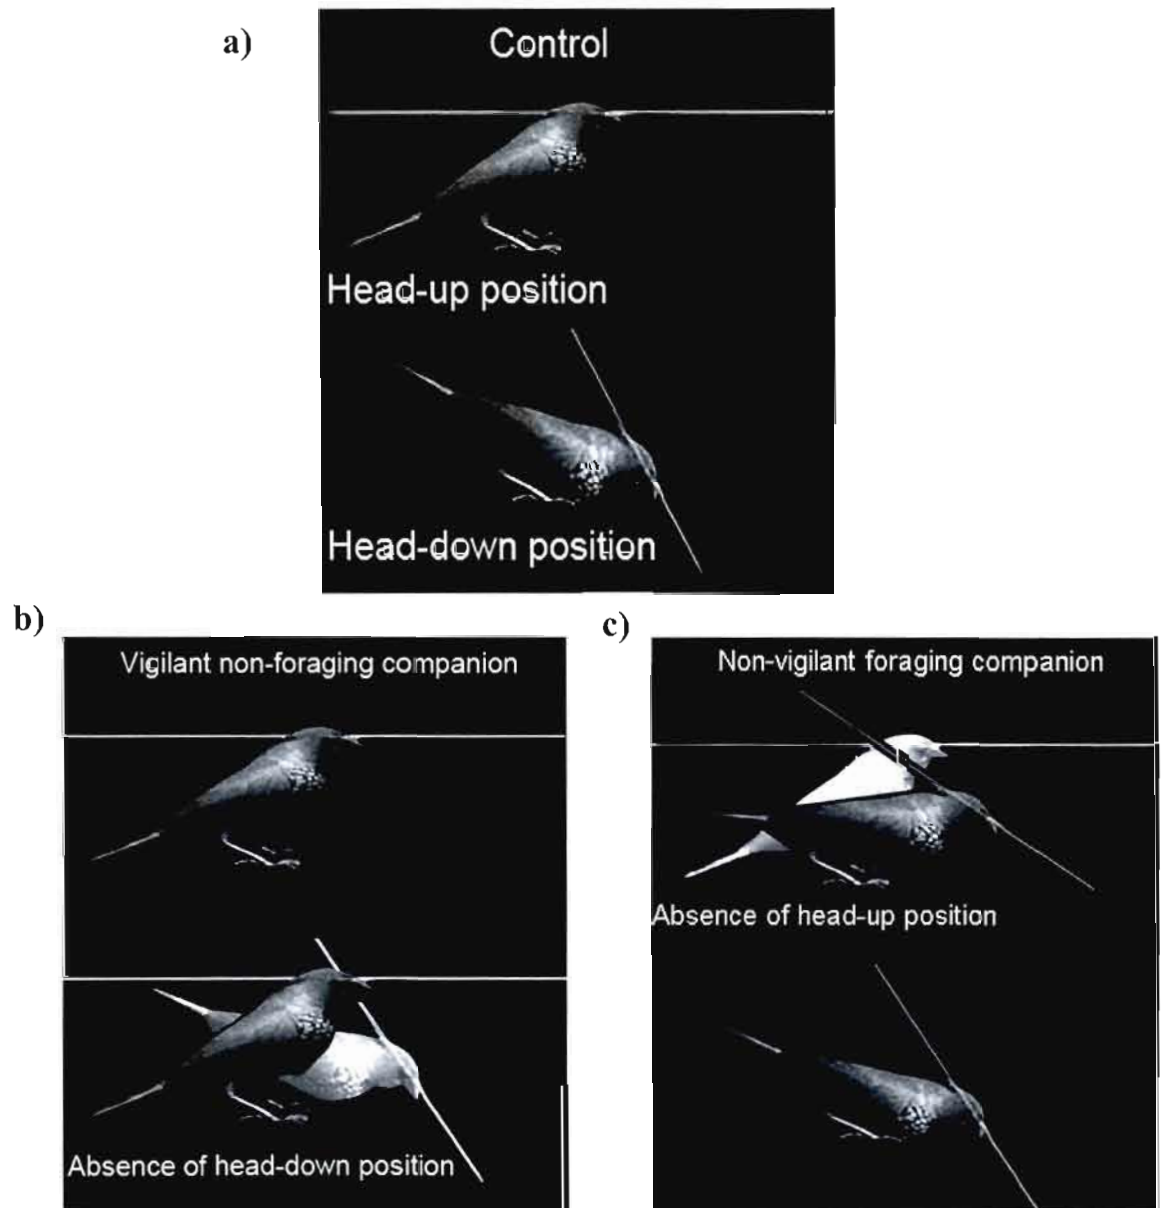 a)
Control
Head-up position
Head-down position
b)
Vigilant non-foraging companion
Absence of head-down position
c)
Non-vigilant foraging companion
Absence of head-up position